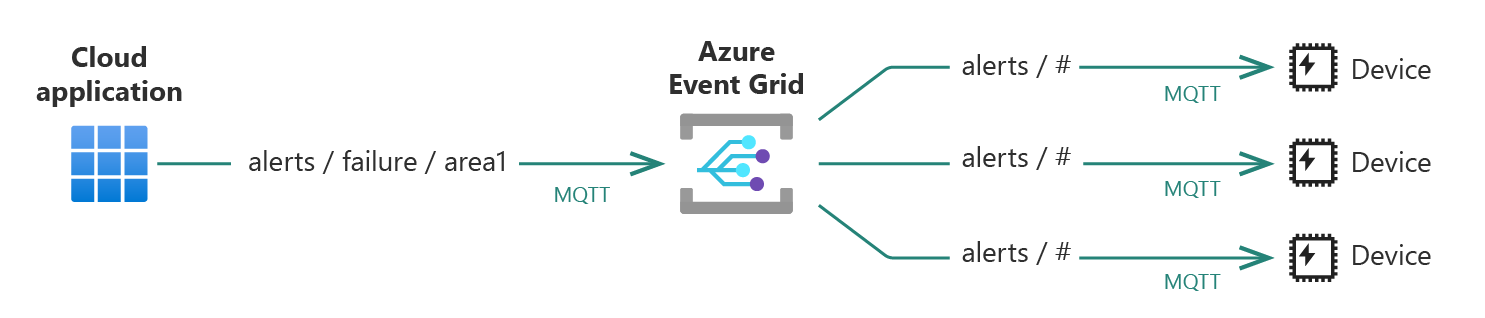 Cloud
application
alerts / failure / area1
MQTT
Azure
Event Grid
alerts / #
MQTT
Device
alerts / #
MQTT
Device
alerts / #
MQTT
Device